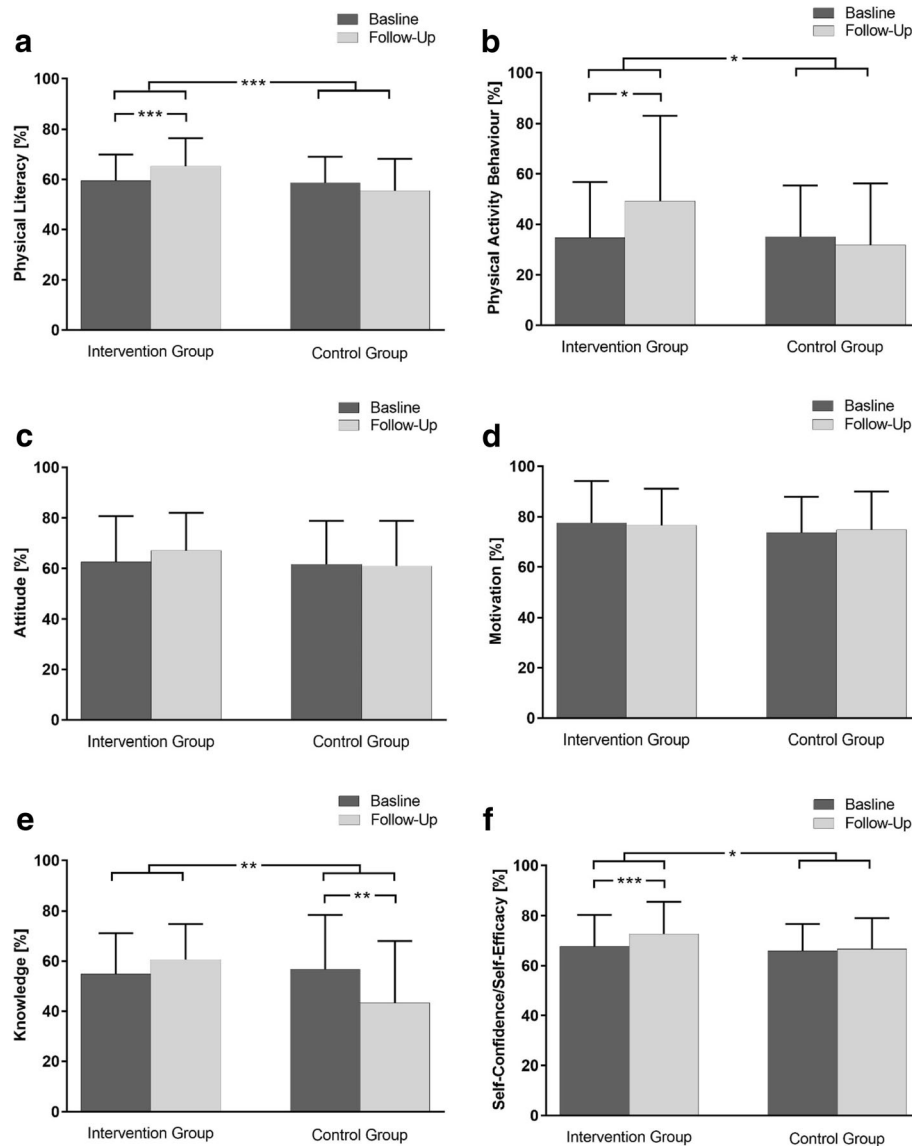 a
Basline
Follow-Up
Physical Literacy [%]
100
80
60
40
20
0
***
***
Intervention Group
Control Group
b
Basline
Follow-Up
Physical Activity Behaviour [%]
100
80
60
40
20
0
*
*
Intervention Group
Control Group
c
Basline
Follow-Up
Attitude [%]
100
80
60
40
20
0
Intervention Group
Control Group
d
Basline
Follow-Up
Motivation [%]
100
80
60
40
20
0
Intervention Group
Control Group
e
Basline
Follow-Up
Knowledge [%]
100
80
60
40
20
0
**
**
Intervention Group
Control Group
f
Basline
Follow-Up
Self-Confidence/Self-Efficacy [%]
100
80
60
40
20
0
*
***
Intervention Group
Control Group